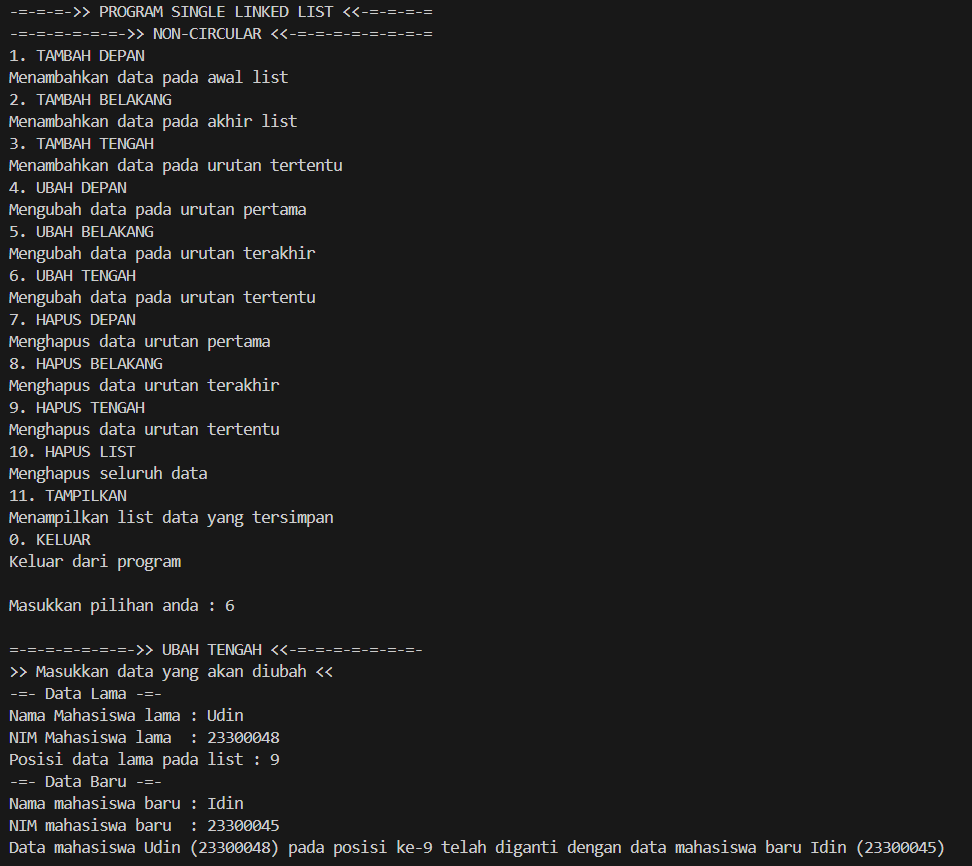 -=-=-=->> PROGRAM SINGLE LINKED LIST <<-=-=-=-=
-=-=-=-=-=-=->> NON-CIRCULAR <<-=-=-=-=-=-=-=-=
1. TAMBAH DEPAN
Menambahkan data pada awal list
2. TAMBAH BELAKANG
Menambahkan data pada akhir list
3. TAMBAH TENGAH
Menambahkan data pada urutan tertentu
4. UBAH DEPAN
Mengubah data pada urutan pertama
5. UBAH BELAKANG
Mengubah data pada urutan terakhir
6. UBAH TENGAH
Mengubah data pada urutan tertentu
7. HAPUS DEPAN
Menghapus data urutan pertama
8. HAPUS BELAKANG
Menghapus data urutan terakhir
9. HAPUS TENGAH
Menghapus data urutan tertentu
10. HAPUS LIST
Menghapus seluruh data
11. TAMPILKAN
Menampilkan list data yang tersimpan
0. KELUAR
Keluar dari program
Masukkan pilihan anda : 6
=-=-=-=-=-=-=->> UBAH TENGAH <<-=-=-=-=-=-=-=-
>> Masukkan data yang akan diubah <<
-=- Data Lama -=-
Nama Mahasiswa lama : Udin
NIM Mahasiswa lama  : 23300048
Posisi data lama pada list : 9
-=- Data Baru -=-
Nama mahasiswa baru : Idin
NIM mahasiswa baru  : 23300045
Data mahasiswa Udin (23300048) pada posisi ke-9 telah diganti dengan data mahasiswa baru Idin (23300045)